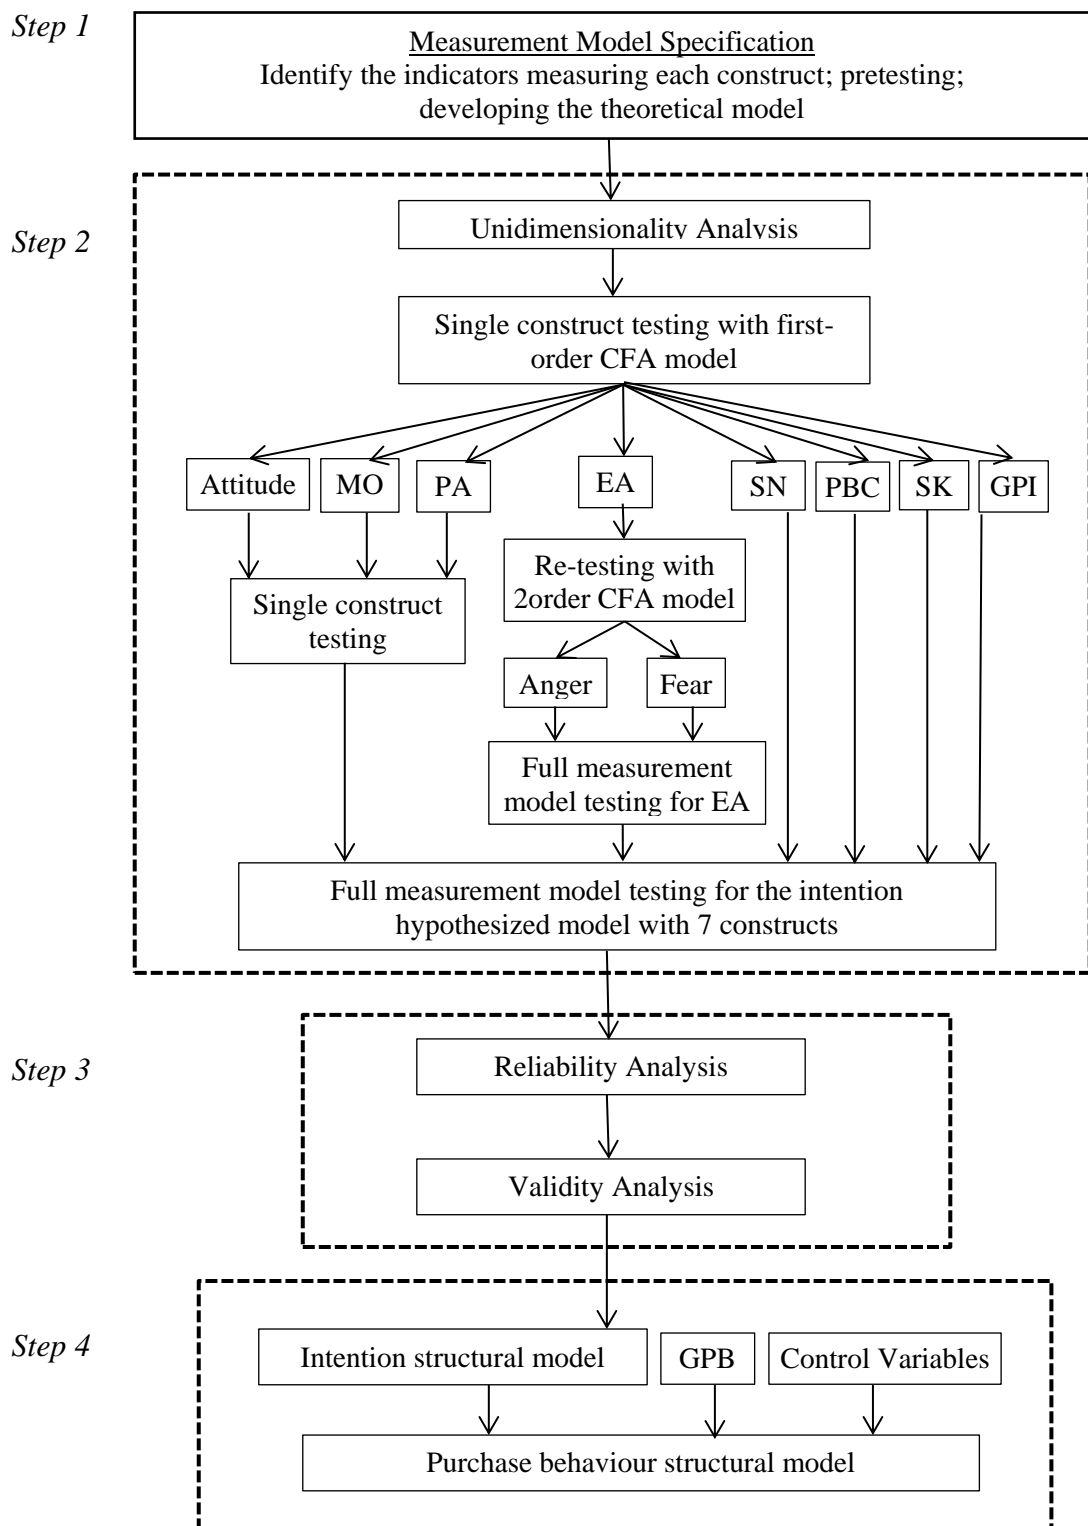 Step 1
Measurement Model Specification
Identify the indicators measuring each construct; pretesting;
developing the theoretical model
Step 2
Unidimensionality Analysis
Single construct testing with first-
order CFA model
Attitude MO PA EA SN PBC SK GPI
Single construct
testing
Re-testing with
2order CFA model
Anger Fear
Full measurement
model testing for EA
Full measurement model testing for the intention
hypothesized model with 7 constructs
Step 3
Reliability Analysis
Validity Analysis
Step 4
Intention structural model GPB Control Variables
Purchase behaviour structural model